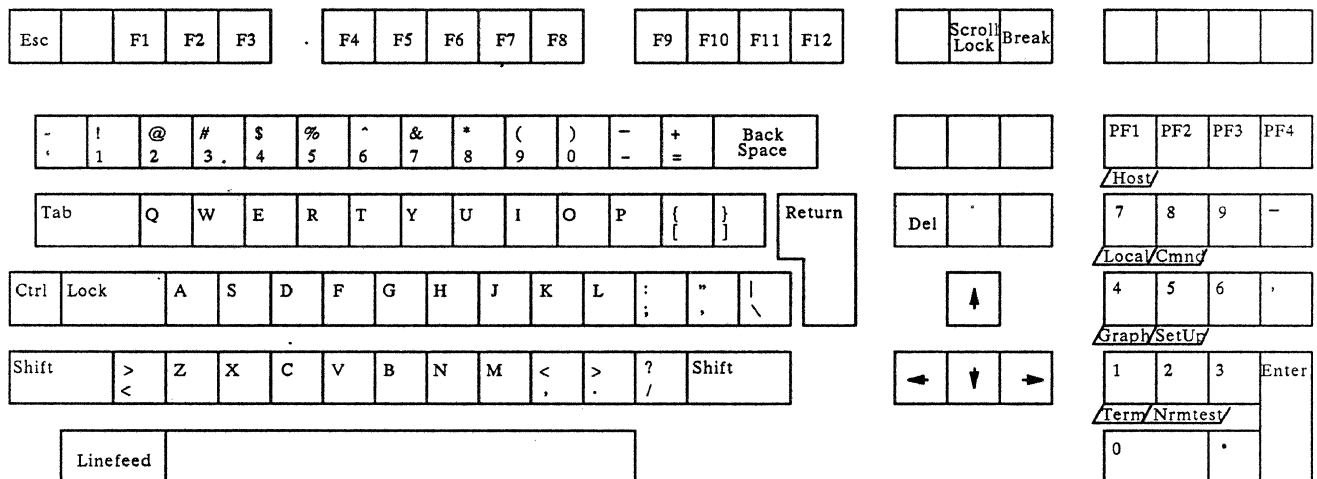 Esc F1 F2 F3 F4 F5 F6 F7 F8 F9 F10 F11 F12 Scroll Lock Break
~ ! @ # $ % ^ & * ( ) — + Back Space PF1 PF2 PF3 PF4
` 1 2 3 4 5 6 7 8 9 0 - =
Host
Tab Q W E R T Y U I O P { } Return Del 7 8 9 —
[ ]
Local Cmnd
Ctrl Lock A S D F G H J K L : " | 4 5 6 ,
; ' \
Graph SetUp
Shift > Z X C V B N M < > ? Shift 1 2 3 Enter
< , . /
Term Nrmtest
Linefeed 0 .